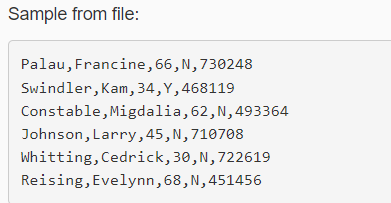 Sample from file:
Palau,Francine,66,N,730248
Swindler,Kam,34,Y,468119
Constable,Migdalia,62,N,493364
Johnson,Larry,45,N,710708
Whitting,Cedrick,30,N,722619
Reising,Evelynn,68,N,451456